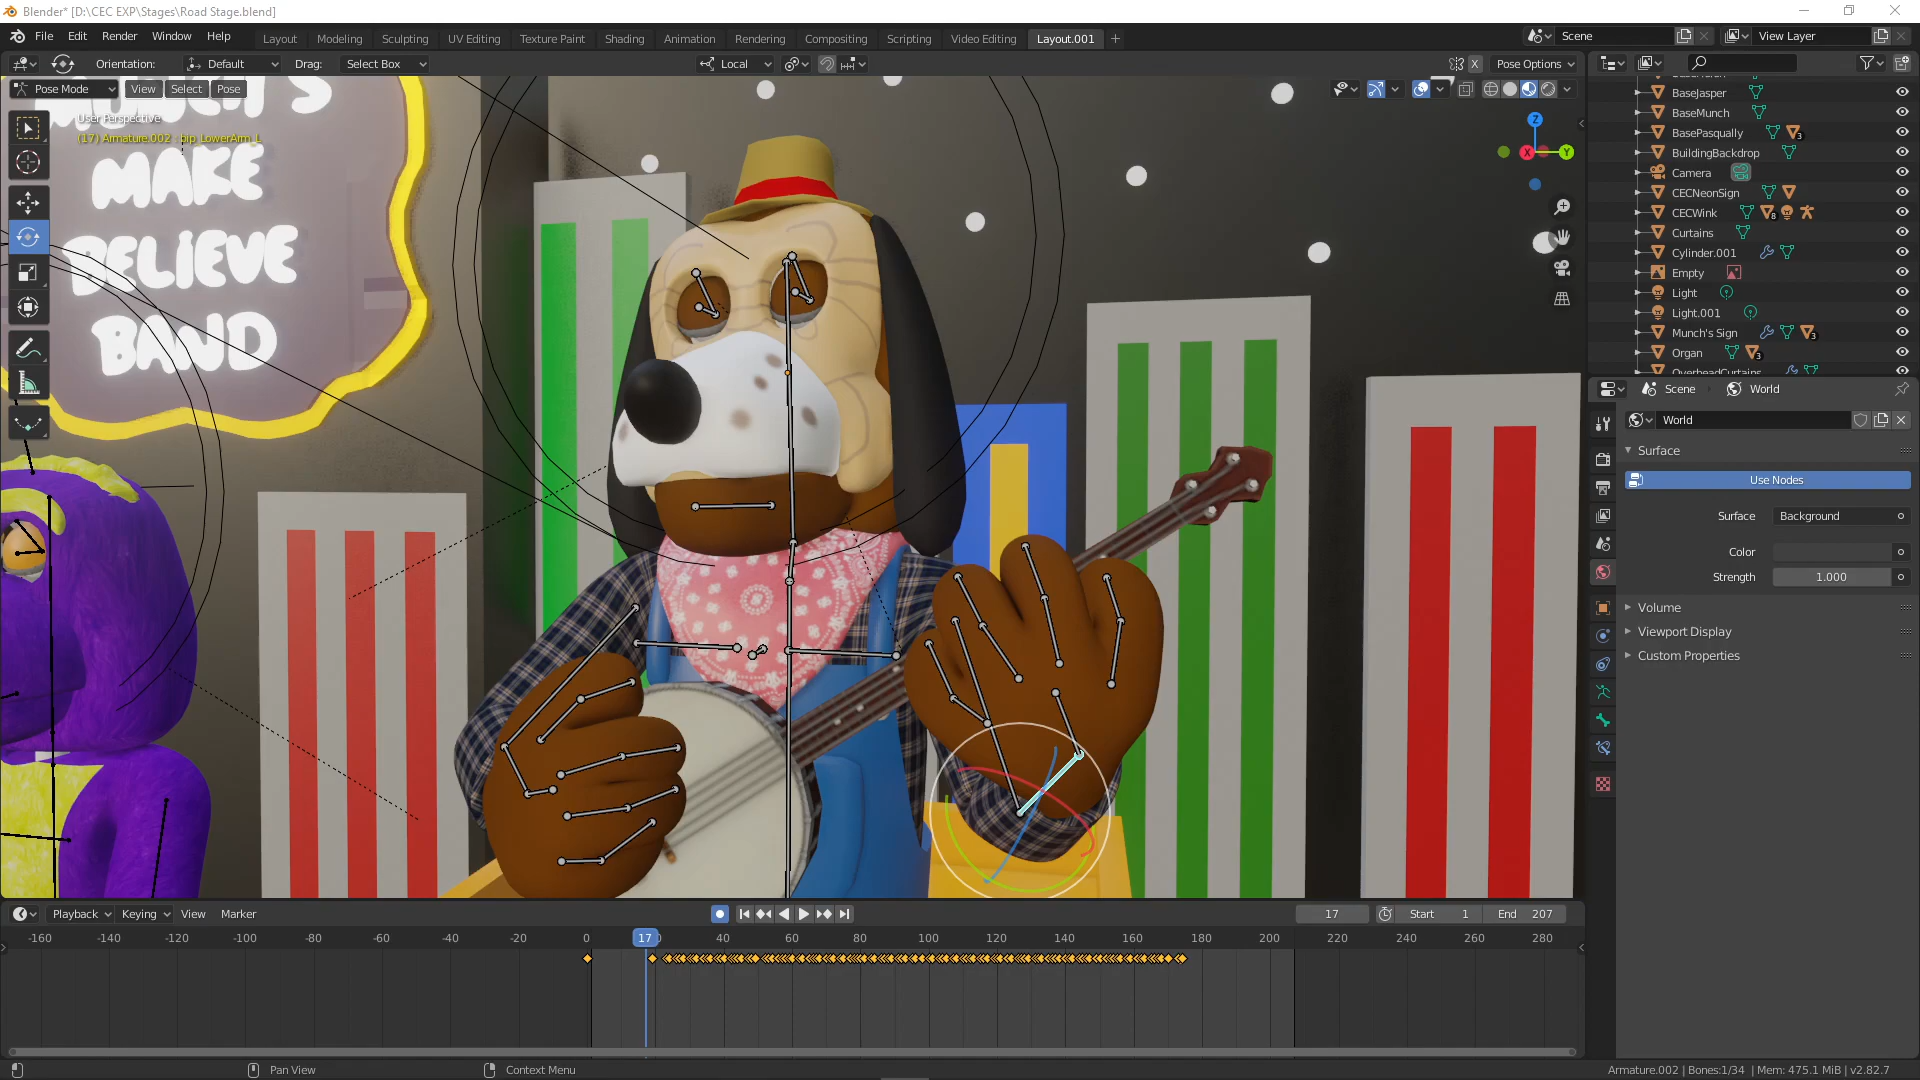 Blender* [D:\CEC EXP\Stages\Road Stage.blend]
File Edit Render Window Help
Layout Modeling Sculpting UV Editing Texture Paint Shading Animation Rendering Compositing Scripting Video Editing Layout.001 +
Scene
View Layer
Orientation: Default Drag: Select Box
Local
X Pose Options
Pose Mode View Select Pose
User Perspective
(17) Armature.002 : bip_LowerArm_L
MAKE
BELIEVE
BAND
Z
X
Y
BaseJasper
BaseMunch
BasePasqually 3
BuildingBackdrop
Camera
CECNeonSign
CECWink 8
Curtains
Cylinder.001
Empty
Light
Light.001
Munch's Sign 3
Organ 3
OverheadCurtains
Scene World
World
Surface
Use Nodes
Surface Background
Color
Strength 1.000
Volume
Viewport Display
Custom Properties
Playback Keying View Marker
17 Start 1 End 207
-160 -140 -120 -100 -80 -60 -40 -20 0 17 40 60 80 100 120 140 160 180 200 220 240 260 280
Pan View
Context Menu
Armature.002 | Bones:1/34 | Mem: 475.1 MiB | v2.82.7